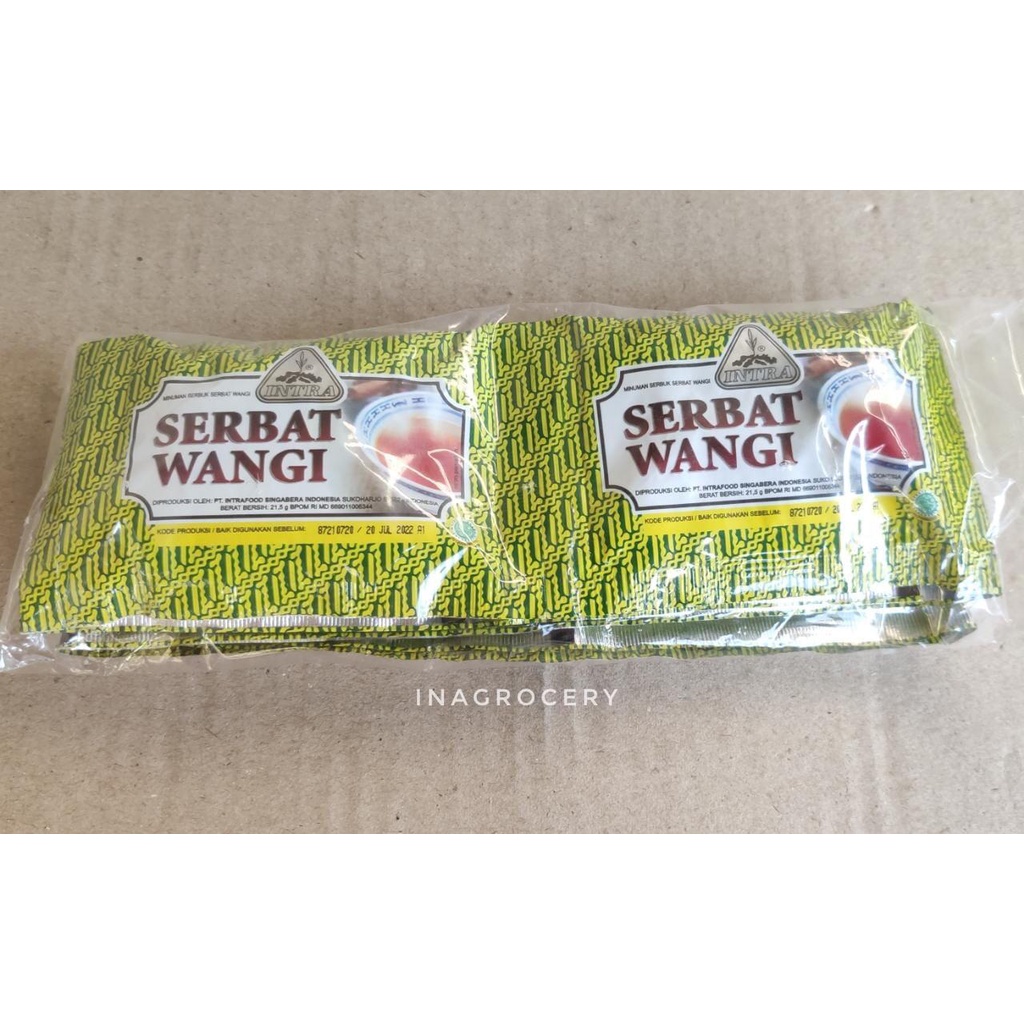 INTRA
MINUMAN SERBUK SERBAT WANGI
SERBAT
WANGI
DIPRODUKSI OLEH: PT. INTRAFOOD SINGABERA INDONESIA SUKOHARJO
BERAT BERSIH: 21,5 g BPOM RI MD 869011006344
KODE PRODUKSI / BAIK DIGUNAKAN SEBELUM: 87210720 / 20 JUL 2022 A1
INTRA
MINUMAN SERBUK SERBAT WANGI
SERBAT
WANGI
DIPRODUKSI OLEH: PT. INTRAFOOD SINGABERA INDONESIA
BERAT BERSIH: 21,5 g BPOM RI MD 869011006344
KODE PRODUKSI / BAIK DIGUNAKAN SEBELUM: 87210720 /
INAGROCERY